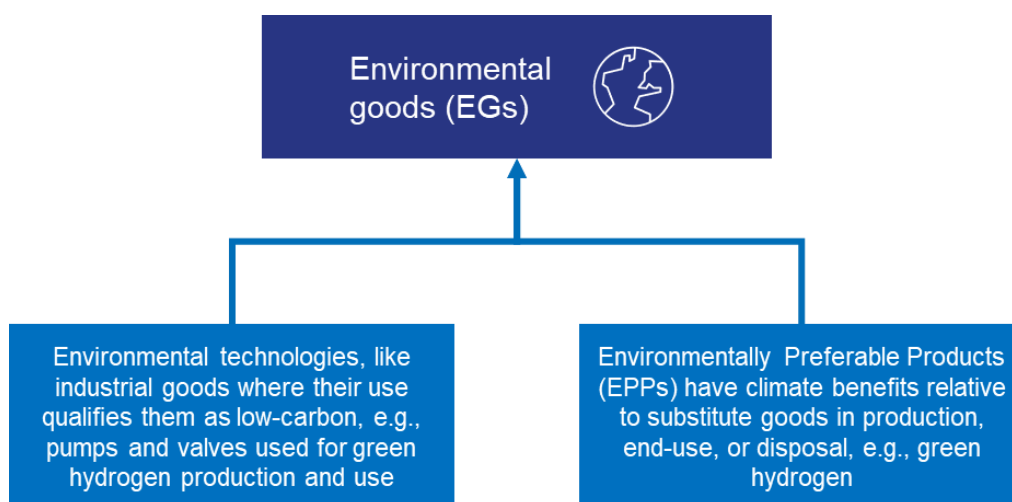 Environmental
goods (EGs)
Environmental technologies, like
industrial goods where their use
qualifies them as low-carbon, e.g.,
pumps and valves used for green
hydrogen production and use
Environmentally Preferable Products
(EPPs) have climate benefits relative
to substitute goods in production,
end-use, or disposal, e.g., green
hydrogen